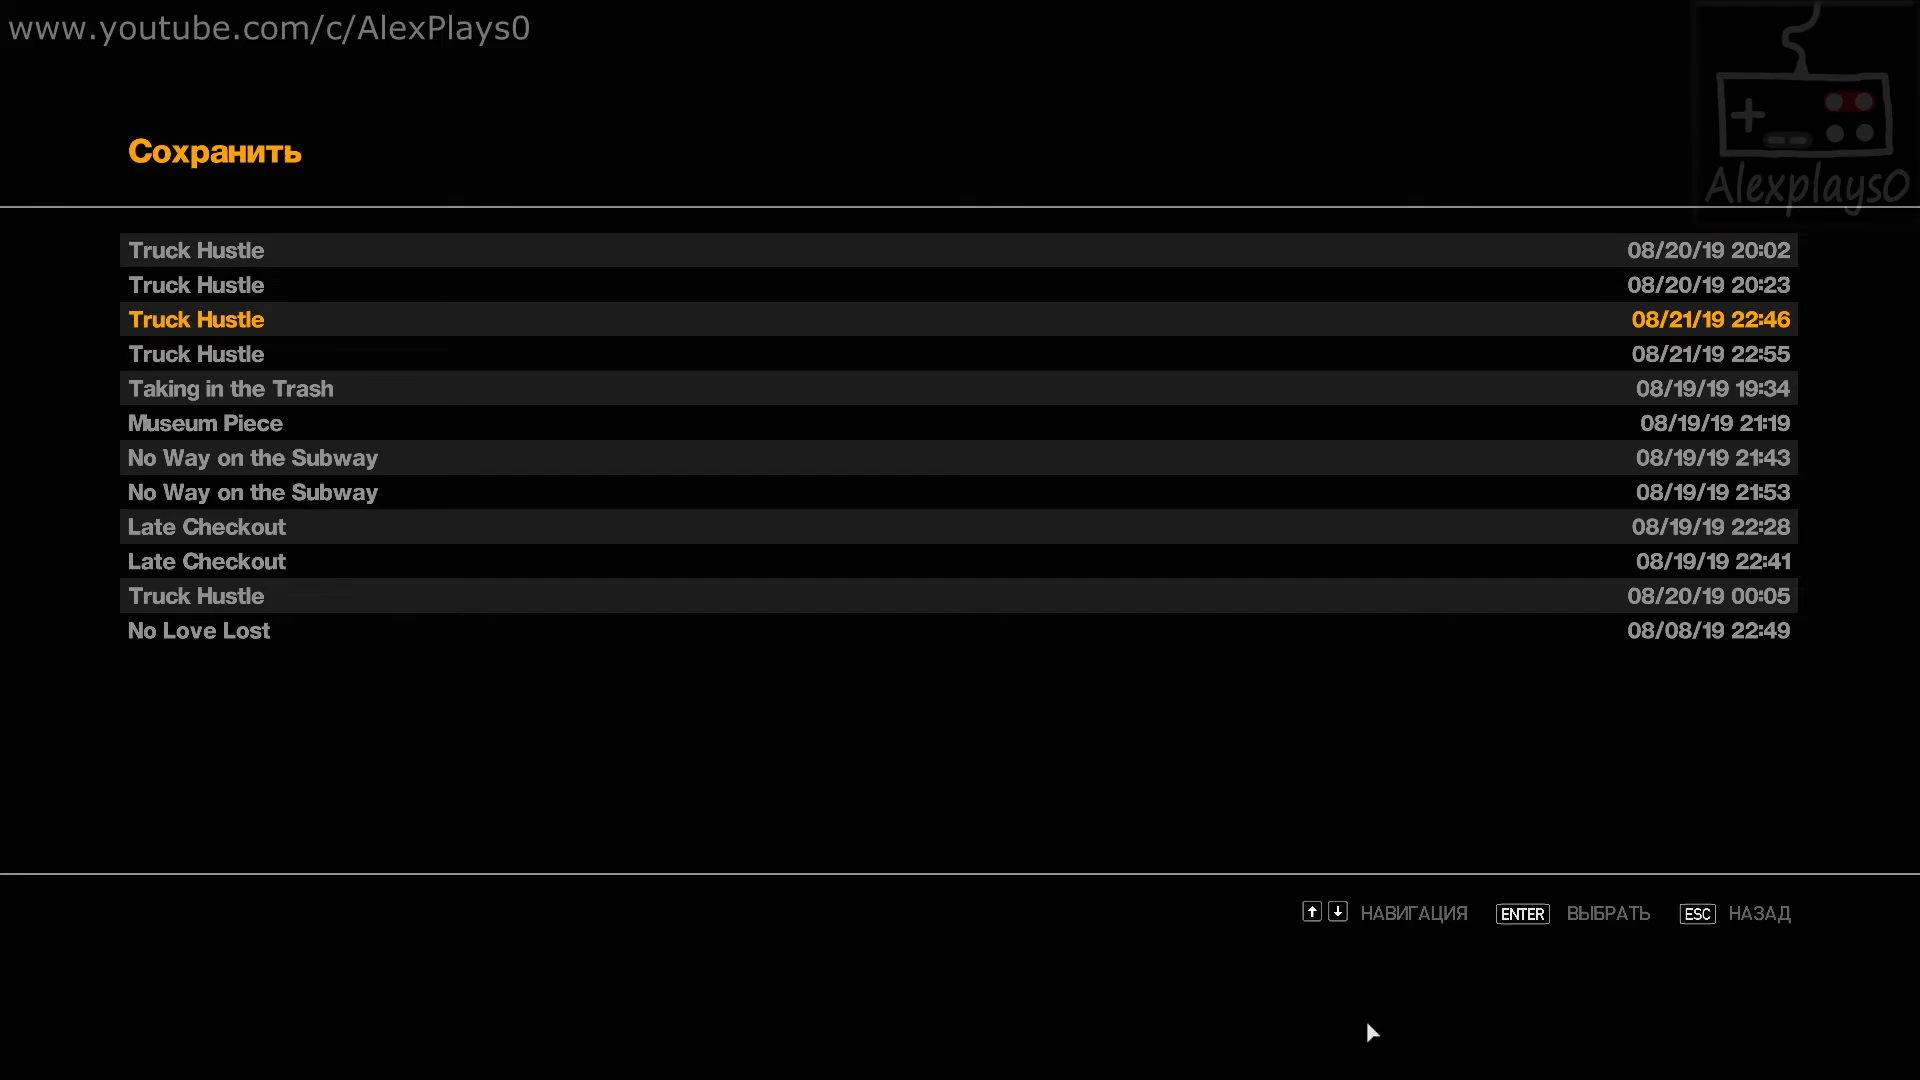 www.youtube.com/c/AlexPlays0
Alexplays0
Сохранить
Truck Hustle 08/20/19 20:02
Truck Hustle 08/20/19 20:23
Truck Hustle 08/21/19 22:46
Truck Hustle 08/21/19 22:55
Taking in the Trash 08/19/19 19:34
Museum Piece 08/19/19 21:19
No Way on the Subway 08/19/19 21:43
No Way on the Subway 08/19/19 21:53
Late Checkout 08/19/19 22:28
Late Checkout 08/19/19 22:41
Truck Hustle 08/20/19 00:05
No Love Lost 08/08/19 22:49
НАВИГАЦИЯ ENTER ВЫБРАТЬ ESC НАЗАД